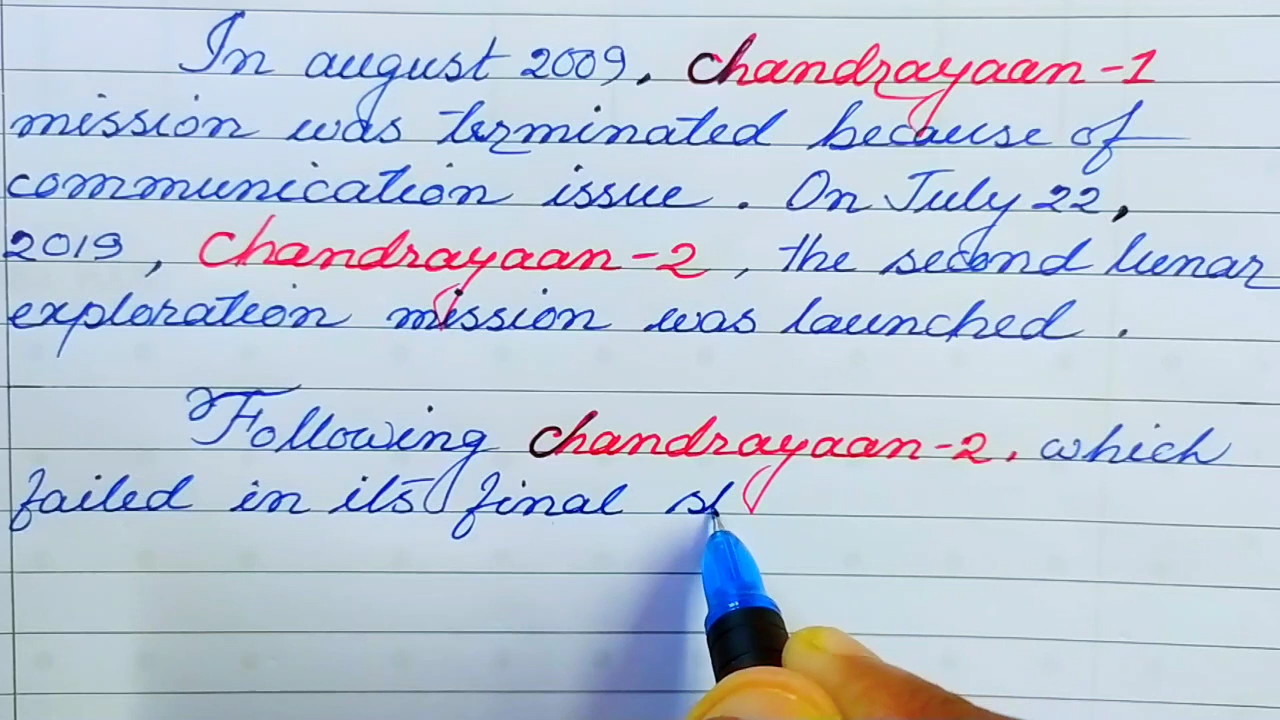 In august 2009, Chandrayaan-1
mission was terminated because of
communication issue. On July 22,
2019, Chandrayaan-2, the second lunar
exploration mission was launched.
Following Chandrayaan-2, which
failed in its final